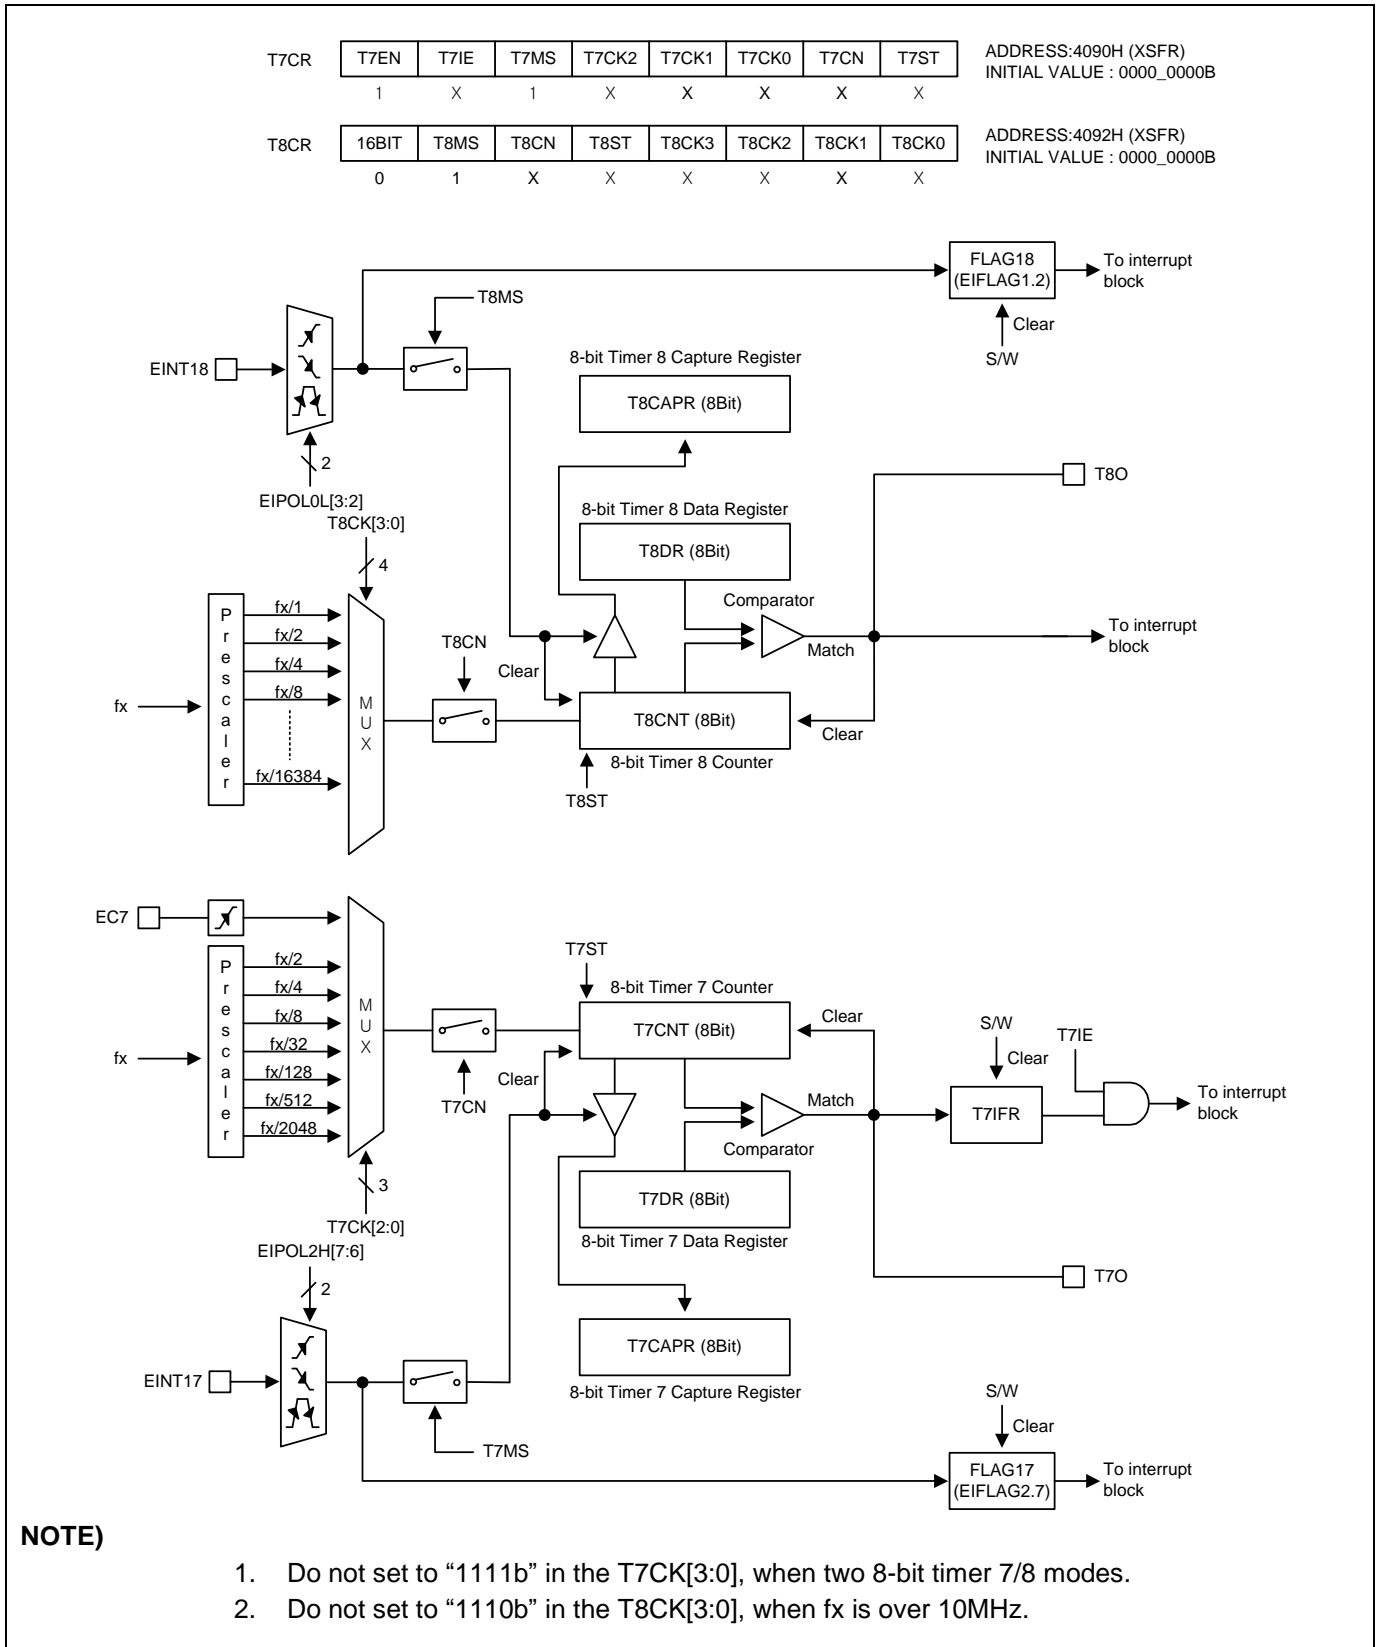 T7CR T7EN T7IE T7MS T7CK2 T7CK1 T7CK0 T7CN T7ST ADDRESS:4090H (XSFR)
INITIAL VALUE : 0000_0000B
1 X 1 X X X X X
T8CR 16BIT T8MS T8CN T8ST T8CK3 T8CK2 T8CK1 T8CK0 ADDRESS:4092H (XSFR)
INITIAL VALUE : 0000_0000B
0 1 X X X X X X
FLAG18
(EIFLAG1.2)
To interrupt
block
T8MS
Clear
S/W
EINT18
8-bit Timer 8 Capture Register
T8CAPR (8Bit)
2
EIPOL0L[3:2]
T8O
T8CK[3:0]
4
8-bit Timer 8 Data Register
T8DR (8Bit)
Comparator
Match
To interrupt
block
fx
Prescaler
fx/1
fx/2
fx/4
fx/8
fx/16384
MUX
T8CN
Clear
T8CNT (8Bit)
Clear
8-bit Timer 8 Counter
T8ST
EC7
T7ST
8-bit Timer 7 Counter
fx
Prescaler
fx/2
fx/4
fx/8
fx/32
fx/128
fx/512
fx/2048
MUX
T7CNT (8Bit)
Clear
S/W
Clear
T7IE
T7CN
Clear
Match
T7IFR
To interrupt
block
Comparator
3
T7CK[2:0]
T7DR (8Bit)
8-bit Timer 7 Data Register
EIPOL2H[7:6]
2
T7O
T7CAPR (8Bit)
8-bit Timer 7 Capture Register
EINT17
T7MS
S/W
Clear
FLAG17
(EIFLAG2.7)
To interrupt
block
NOTE)
1. Do not set to “1111b” in the T7CK[3:0], when two 8-bit timer 7/8 modes.
2. Do not set to “1110b” in the T8CK[3:0], when fx is over 10MHz.